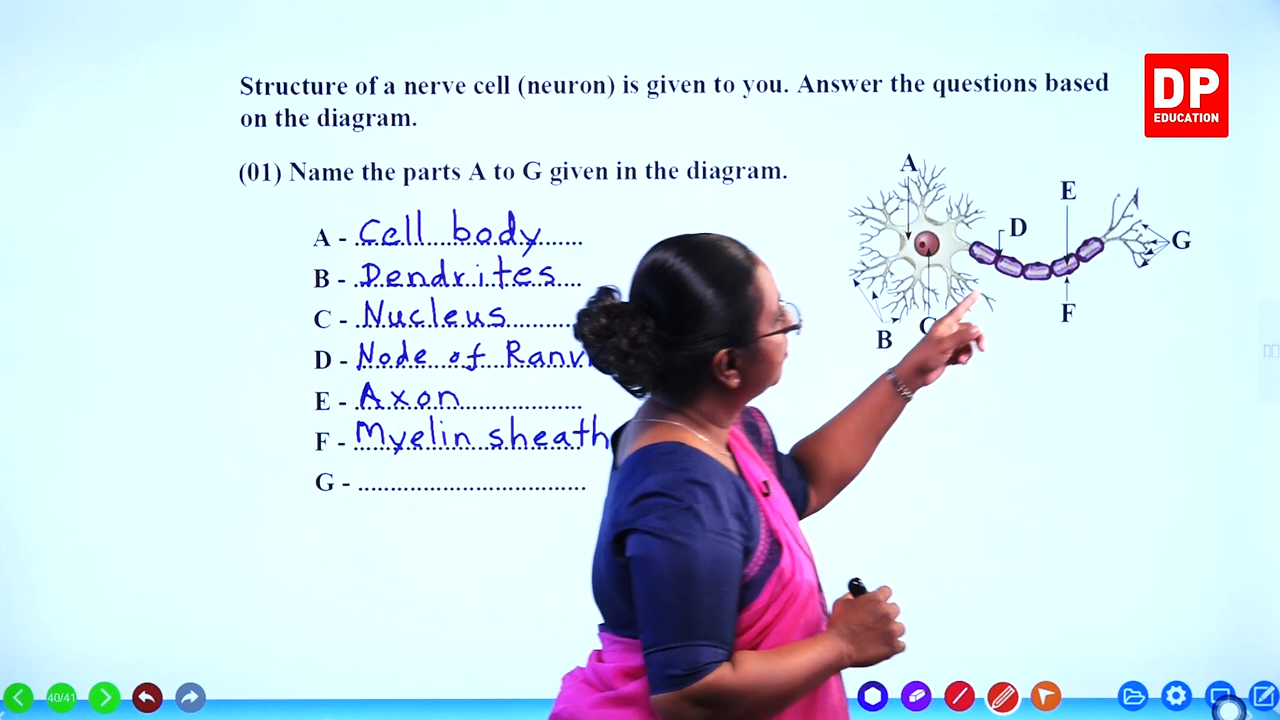 DP
EDUCATION
Structure of a nerve cell (neuron) is given to you. Answer the questions based
on the diagram.
(01) Name the parts A to G given in the diagram.
A - Cell body
B - Dendrites
C - Nucleus
D - Node of
E - Axon
F - Myelin sheath
G -
A
B
C
D
E
F
G
40/41